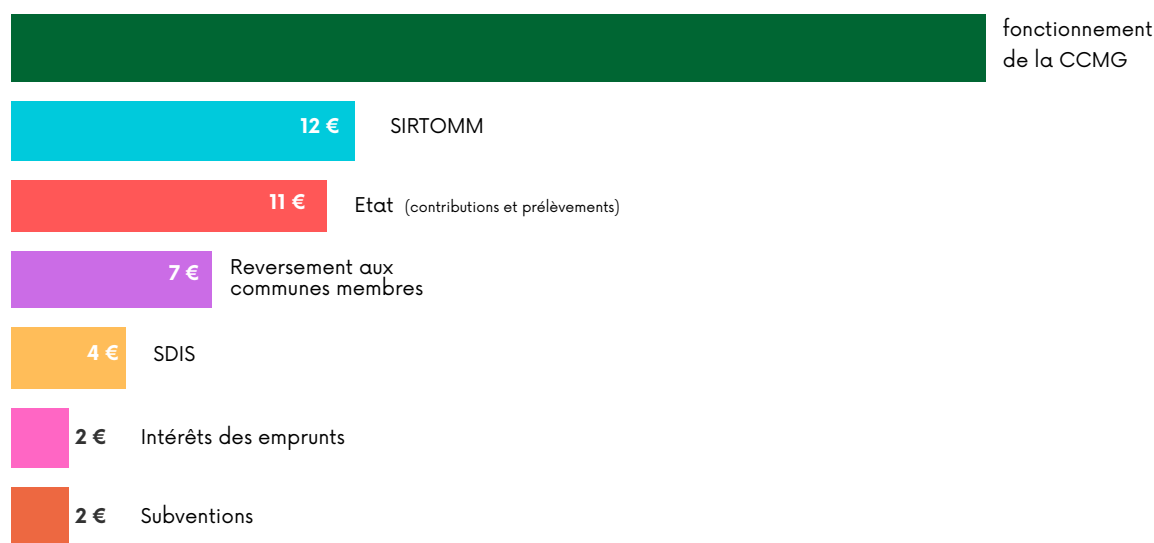 fonctionnement
de la CCMG
12 €
SIRTOMM
11 €
Etat (contributions et prélèvements)
7 €
Reversement aux
communes membres
4 €
SDIS
2 €
Intérêts des emprunts
2 €
Subventions